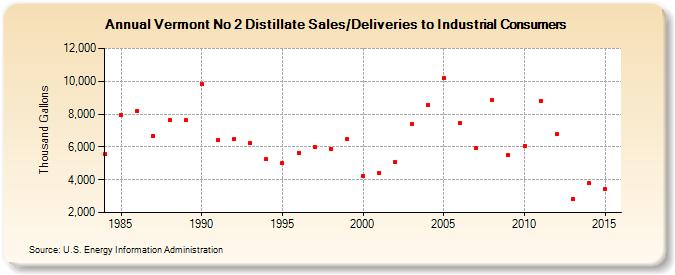 Annual Vermont No 2 Distillate Sales/Deliveries to Industrial Consumers
Thousand Gallons
12,000
10,000
8,000
6,000
4,000
2,000
1985 1990 1995 2000 2005 2010 2015
Source: U.S. Energy Information Administration